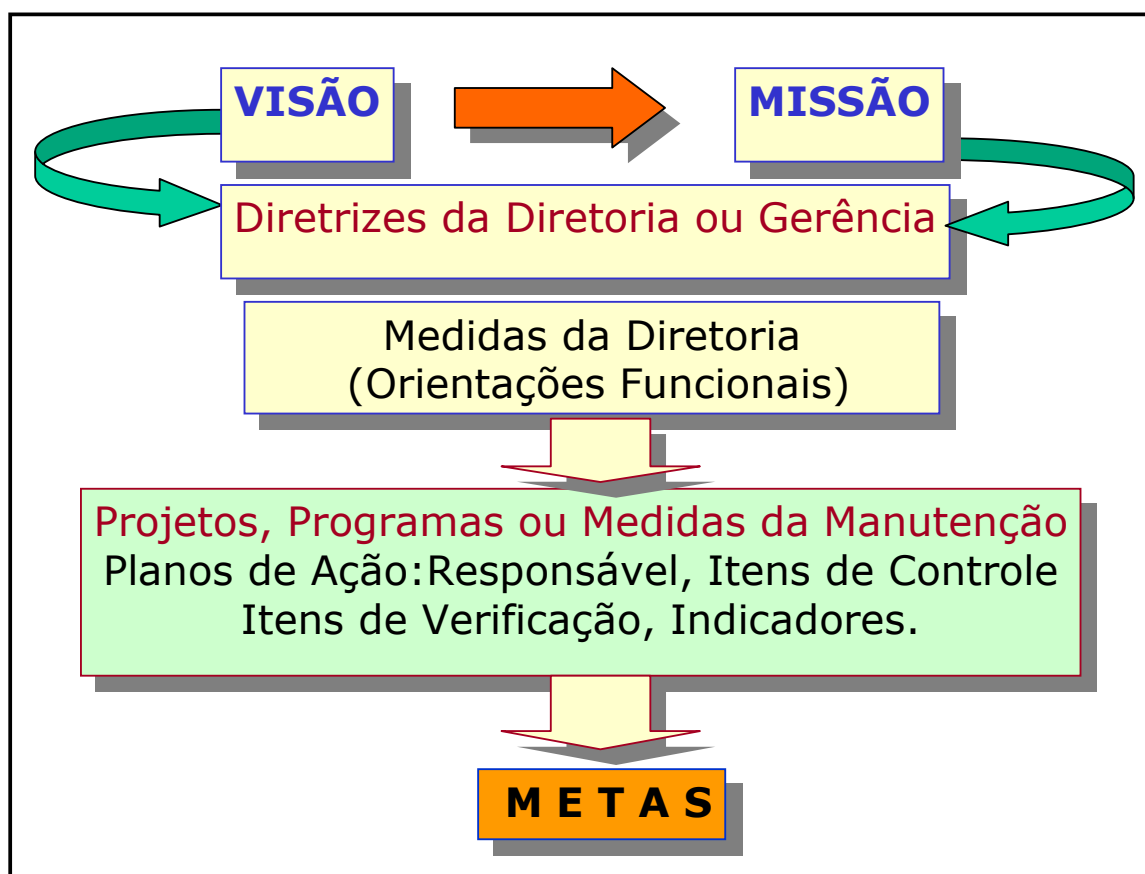 VISÃO
MISSÃO
Diretrizes da Diretoria ou Gerência
Medidas da Diretoria
(Orientações Funcionais)
Projetos, Programas ou Medidas da Manutenção
Planos de Ação:Responsável, Itens de Controle
Itens de Verificação, Indicadores.
M E T A S